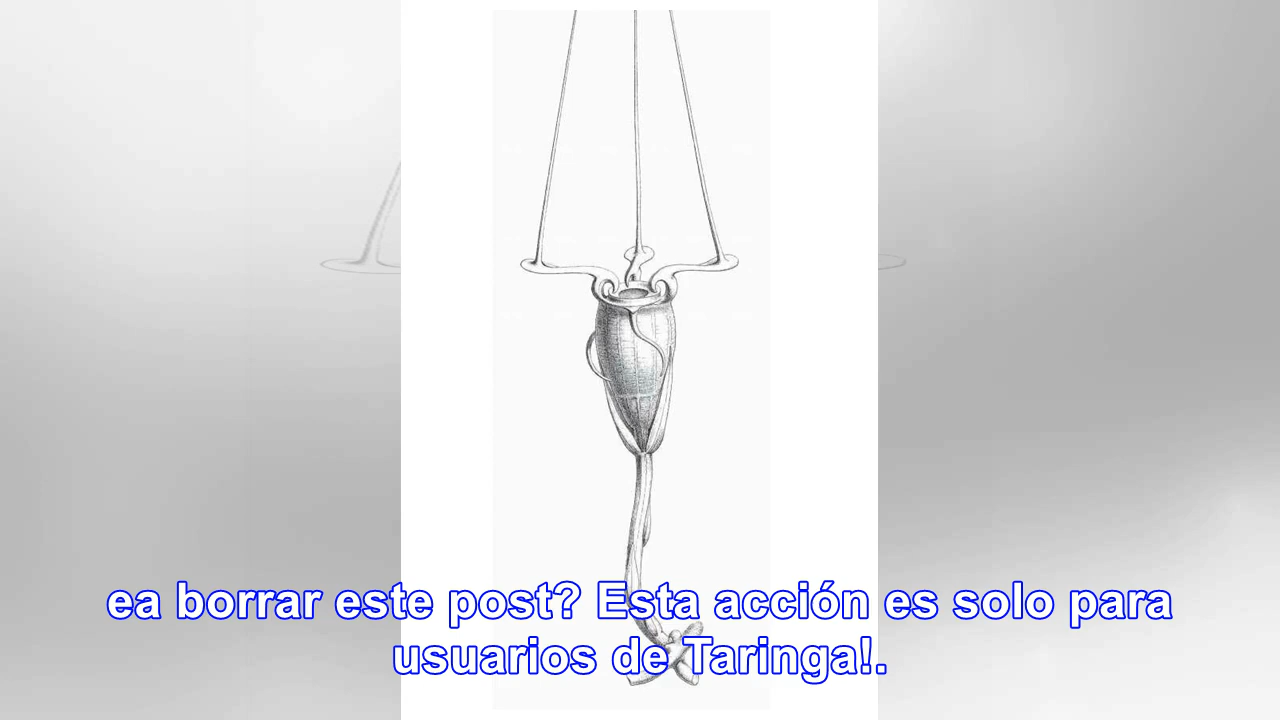 ea borrar este post? Esta acción es solo para
usuarios de Taringa!.